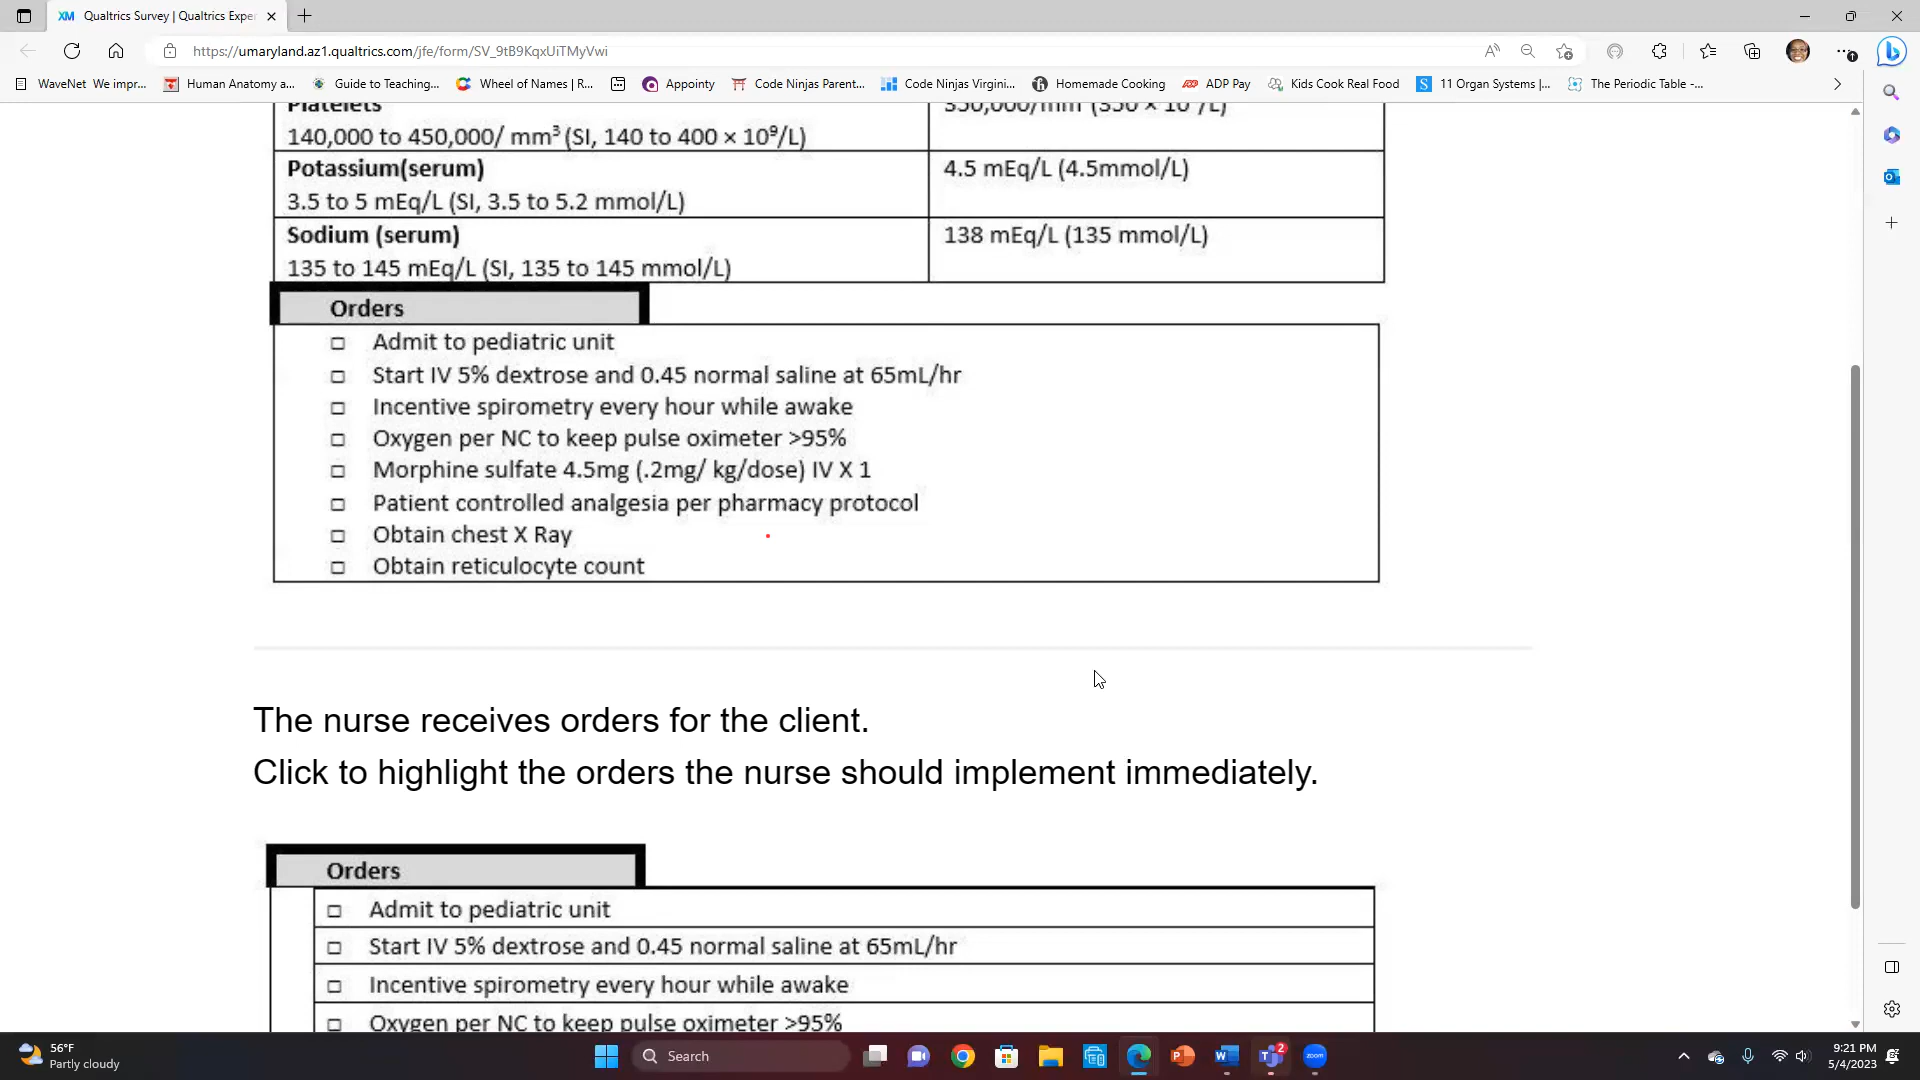 Qualtrics Survey | Qualtrics Expe
https://umaryland.az1.qualtrics.com/jfe/form/SV_9tB9KqxUiTMyVwi
WaveNet We impr...
Human Anatomy a...
Guide to Teaching...
Wheel of Names | R...
Appointy
Code Ninjas Parent...
Code Ninjas Virgini...
Homemade Cooking
ADP Pay
Kids Cook Real Food
11 Organ Systems |...
The Periodic Table -...
Platelets
350,000/mm (350 × 10 /L)
140,000 to 450,000/ mm³ (SI, 140 to 400 × 10⁹/L)
Potassium(serum)
4.5 mEq/L (4.5mmol/L)
3.5 to 5 mEq/L (SI, 3.5 to 5.2 mmol/L)
Sodium (serum)
138 mEq/L (135 mmol/L)
135 to 145 mEq/L (SI, 135 to 145 mmol/L)
Orders
Admit to pediatric unit
Start IV 5% dextrose and 0.45 normal saline at 65mL/hr
Incentive spirometry every hour while awake
Oxygen per NC to keep pulse oximeter >95%
Morphine sulfate 4.5mg (.2mg/ kg/dose) IV X 1
Patient controlled analgesia per pharmacy protocol
Obtain chest X Ray
Obtain reticulocyte count
The nurse receives orders for the client.
Click to highlight the orders the nurse should implement immediately.
Orders
Admit to pediatric unit
Start IV 5% dextrose and 0.45 normal saline at 65mL/hr
Incentive spirometry every hour while awake
Oxygen per NC to keep pulse oximeter >95%
56°F
Partly cloudy
Search
2
zoom
9:21 PM
5/4/2023